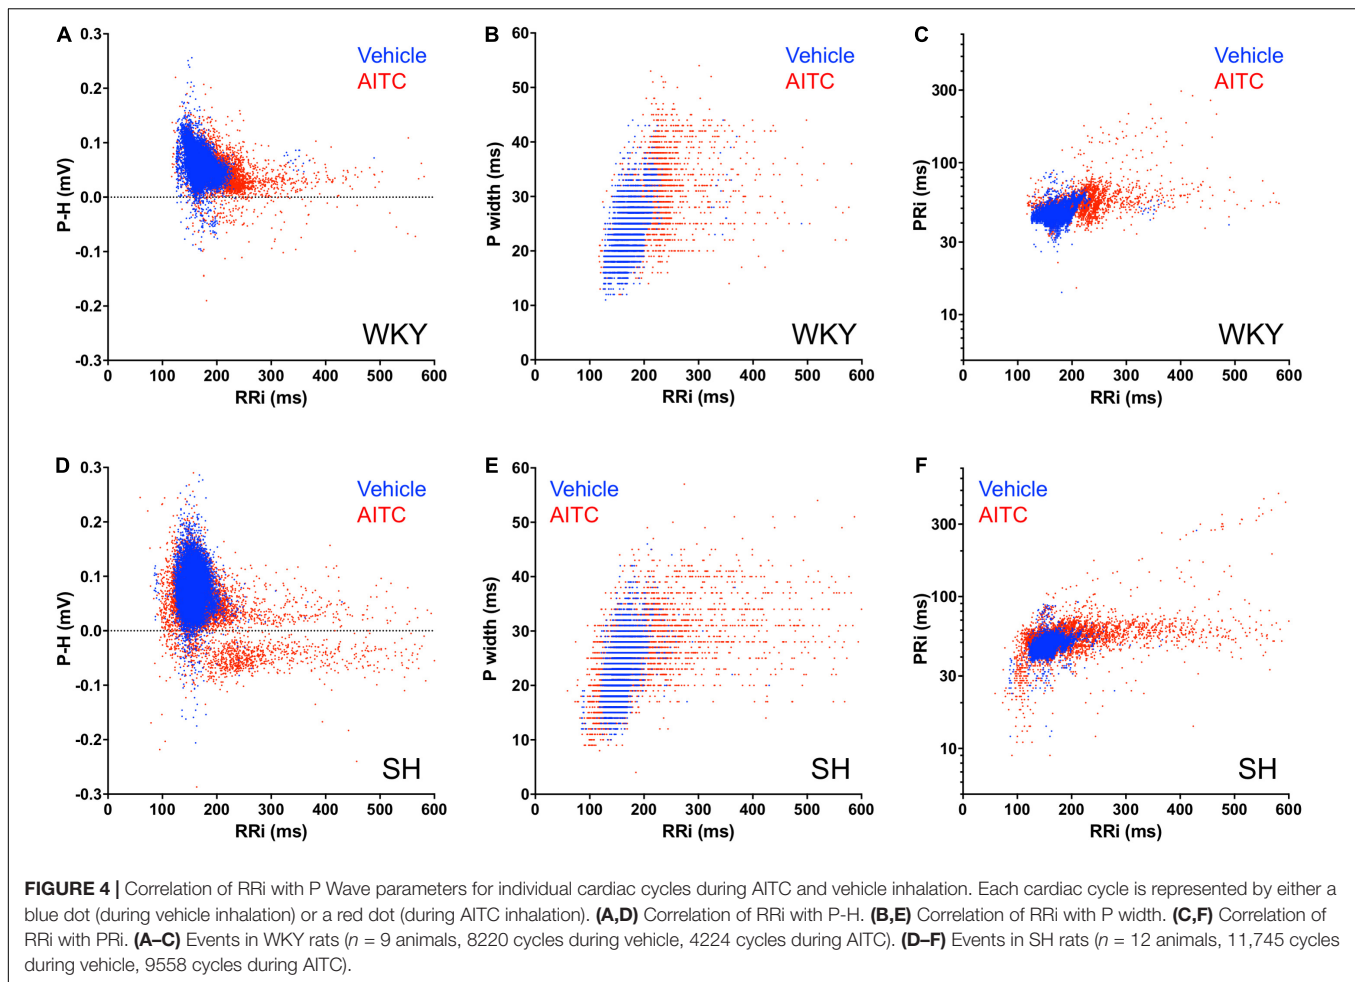 A
0.3
0.2
0.1
0.0
-0.1
-0.2
-0.3
P-H (mV)
Vehicle
AITC
WKY
0 100 200 300 400 500 600
RRi (ms)
B
60
50
40
30
20
10
0
P width (ms)
Vehicle
AITC
WKY
0 100 200 300 400 500 600
RRi (ms)
C
300
100
30
10
PRi (ms)
Vehicle
AITC
WKY
0 100 200 300 400 500 600
RRi (ms)
D
0.3
0.2
0.1
0.0
-0.1
-0.2
-0.3
P-H (mV)
Vehicle
AITC
SH
0 100 200 300 400 500 600
RRi (ms)
E
60
50
40
30
20
10
0
P width (ms)
Vehicle
AITC
SH
0 100 200 300 400 500 600
RRi (ms)
F
300
100
30
10
PRi (ms)
Vehicle
AITC
SH
0 100 200 300 400 500 600
RRi (ms)
FIGURE 4 | Correlation of RRi with P Wave parameters for individual cardiac cycles during AITC and vehicle inhalation. Each cardiac cycle is represented by either a
blue dot (during vehicle inhalation) or a red dot (during AITC inhalation). (A,D) Correlation of RRi with P-H. (B,E) Correlation of RRi with P width. (C,F) Correlation of
RRi with PRi. (A–C) Events in WKY rats (n = 9 animals, 8220 cycles during vehicle, 4224 cycles during AITC). (D–F) Events in SH rats (n = 12 animals, 11,745 cycles
during vehicle, 9558 cycles during AITC).